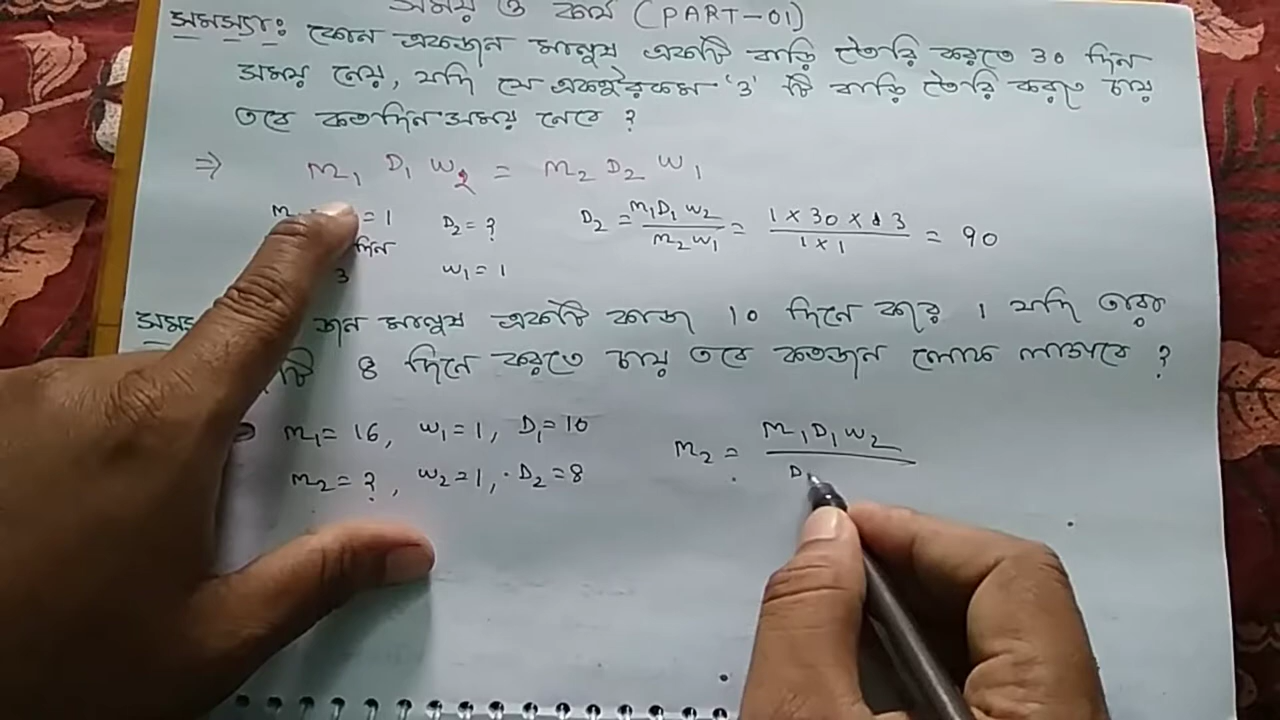 সময় ও কার্য (PART-01)
সমস্যা: কোন একজন মানুষ একটি বাড়ি তৈরি করতে 30 দিন
সময় নেয়, যদি সে একইরকম '3' টি বাড়ি তৈরি করতে চায়
তবে কতদিন সময় নেবে ?
⇒ M₁ D₁ W₂ = M₂ D₂ W₁
= 1 D₂ = ? D₂ = M₁D₁W₂ / M₂W₁ = 1 × 30 × 3 / 1 × 1 = 90
দিন
3 W₁ = 1
জন মানুষ একটি কাজ 10 দিনে করে । যদি তারা
টি 8 দিনে করতে চায় তবে কতজন লোক লাগবে ?
M₁ = 16, W₁ = 1, D₁ = 10 M₂ = M₁D₁W₂ / D
M₂ = ?, W₂ = 1, D₂ = 8